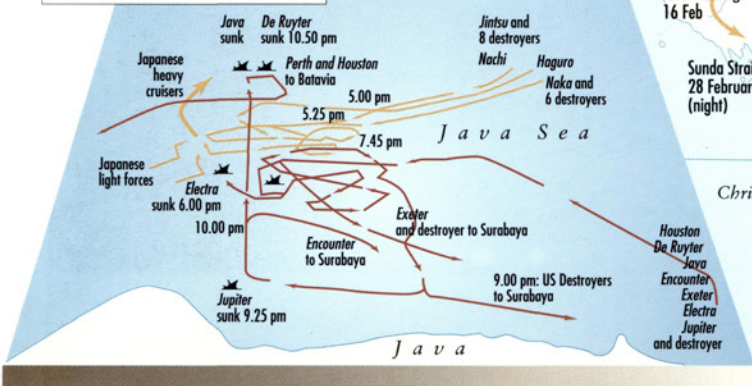 Java
sunk
De Ruyter
sunk 10.50 pm
Jintsu and
8 destroyers
16 Feb
Japanese
heavy
cruisers
Perth and Houston
to Batavia
Nachi
Haguro
Naka and
6 destroyers
Sunda Strai
28 Februar
(night)
5.00 pm
5.25 pm
7.45 pm
Java Sea
Japanese
light forces
Electra
sunk 6.00 pm
Chri
10.00 pm
Exeter
and destroyer to Surabaya
Encounter
to Surabaya
Houston
De Ruyter
Java
Encounter
Exeter
Electra
Jupiter
and destroyer
9.00 pm: US Destroyers
to Surabaya
Jupiter
sunk 9.25 pm
Java